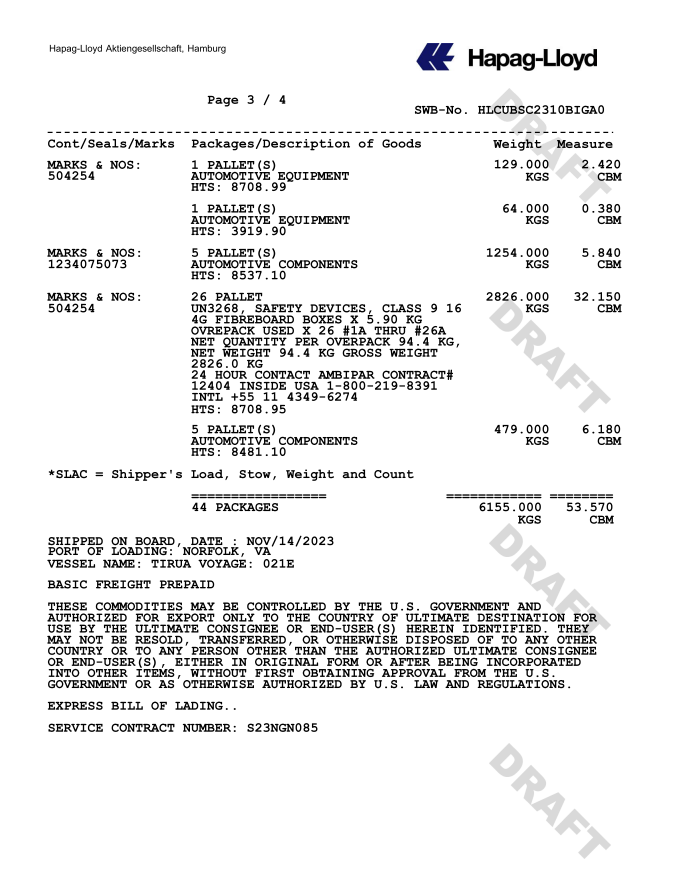 Hapag-Lloyd Aktiengesellschaft, Hamburg
Hapag-Lloyd
Page 3 / 4
SWB-No. HLCUBSC2310BIGA0
Cont/Seals/Marks Packages/Description of Goods Weight Measure
MARKS & NOS: 1 PALLET(S) 129.000 2.420
504254 AUTOMOTIVE EQUIPMENT KGS CBM
HTS: 8708.99
1 PALLET(S) 64.000 0.380
AUTOMOTIVE EQUIPMENT KGS CBM
HTS: 3919.90
MARKS & NOS: 5 PALLET(S) 1254.000 5.840
1234075073 AUTOMOTIVE COMPONENTS KGS CBM
HTS: 8537.10
MARKS & NOS: 26 PALLET 2826.000 32.150
504254 UN3268, SAFETY DEVICES, CLASS 9 16 KGS CBM
4G FIBREBOARD BOXES X 5.90 KG
OVREPACK USED X 26 #1A THRU #26A
NET QUANTITY PER OVERPACK 94.4 KG,
NET WEIGHT 94.4 KG GROSS WEIGHT
2826.0 KG
24 HOUR CONTACT AMBIPAR CONTRACT#
12404 INSIDE USA 1-800-219-8391
INTL +55 11 4349-6274
HTS: 8708.95
5 PALLET(S) 479.000 6.180
AUTOMOTIVE COMPONENTS KGS CBM
HTS: 8481.10
*SLAC = Shipper's Load, Stow, Weight and Count
================= ============ ========
44 PACKAGES 6155.000 53.570
KGS CBM
SHIPPED ON BOARD, DATE : NOV/14/2023
PORT OF LOADING: NORFOLK, VA
VESSEL NAME: TIRUA VOYAGE: 021E
BASIC FREIGHT PREPAID
THESE COMMODITIES MAY BE CONTROLLED BY THE U.S. GOVERNMENT AND
AUTHORIZED FOR EXPORT ONLY TO THE COUNTRY OF ULTIMATE DESTINATION FOR
USE BY THE ULTIMATE CONSIGNEE OR END-USER(S) HEREIN IDENTIFIED. THEY
MAY NOT BE RESOLD, TRANSFERRED, OR OTHERWISE DISPOSED OF TO ANY OTHER
COUNTRY OR TO ANY PERSON OTHER THAN THE AUTHORIZED ULTIMATE CONSIGNEE
OR END-USER(S), EITHER IN ORIGINAL FORM OR AFTER BEING INCORPORATED
INTO OTHER ITEMS, WITHOUT FIRST OBTAINING APPROVAL FROM THE U.S.
GOVERNMENT OR AS OTHERWISE AUTHORIZED BY U.S. LAW AND REGULATIONS.
EXPRESS BILL OF LADING..
SERVICE CONTRACT NUMBER: S23NGN085
DRAFT
DRAFT
DRAFT
DRAFT